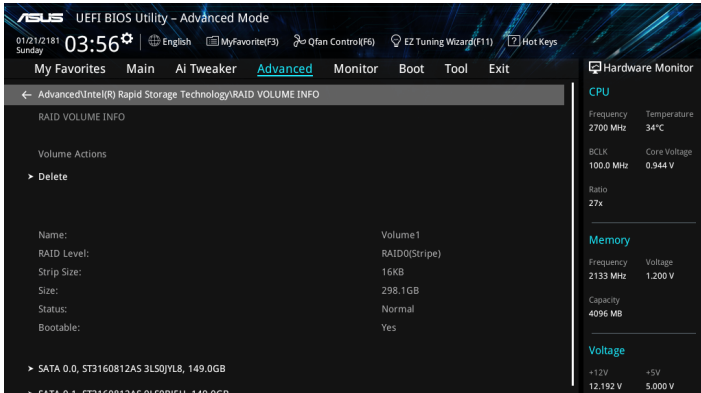 ASUS UEFI BIOS Utility – Advanced Mode
01/21/2181 Sunday 03:56 English MyFavorite(F3) Qfan Control(F6) EZ Tuning Wizard(F11) ? Hot Keys
My Favorites Main Ai Tweaker Advanced Monitor Boot Tool Exit
Hardware Monitor
← Advanced\Intel(R) Rapid Storage Technology\RAID VOLUME INFO
RAID VOLUME INFO
Volume Actions
> Delete
Name: Volume1
RAID Level: RAID0(Stripe)
Strip Size: 16KB
Size: 298.1GB
Status: Normal
Bootable: Yes
> SATA 0.0, ST3160812AS 3LS0JYL8, 149.0GB
CPU
Frequency Temperature
2700 MHz 34°C
BCLK Core Voltage
100.0 MHz 0.944 V
Ratio
27x
Memory
Frequency Voltage
2133 MHz 1.200 V
Capacity
4096 MB
Voltage
+12V +5V
12.192 V 5.000 V